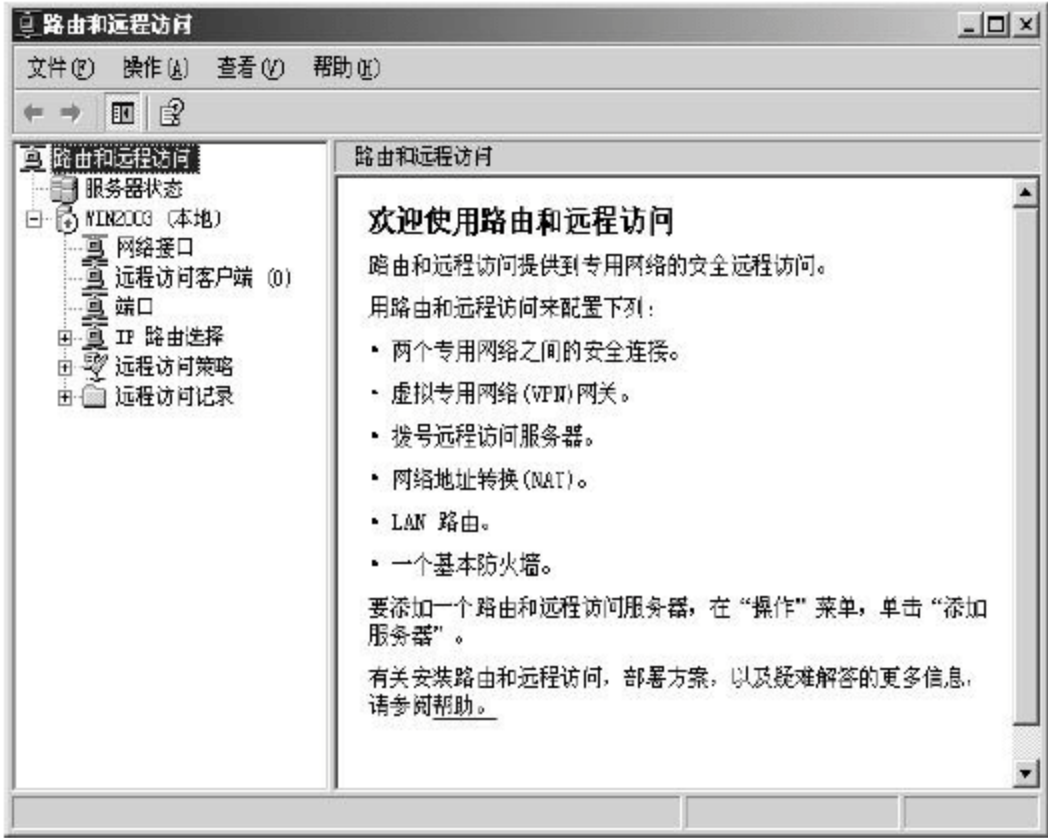 路由和远程访问
文件(F) 操作(A) 查看(V) 帮助(H)
路由和远程访问
服务器状态
WIN2003 (本地)
网络接口
远程访问客户端 (0)
端口
IP 路由选择
远程访问策略
远程访问记录
路由和远程访问
欢迎使用路由和远程访问
路由和远程访问提供到专用网络的安全远程访问。
用路由和远程访问来配置下列:
• 两个专用网络之间的安全连接。
• 虚拟专用网络(VPN)网关。
• 拨号远程访问服务器。
• 网络地址转换(NAT)。
• LAN 路由。
• 一个基本防火墙。
要添加一个路由和远程访问服务器，在“操作”菜单，单击“添加
服务器”。
有关安装路由和远程访问，部署方案，以及疑难解答的更多信息，
请参阅帮助。